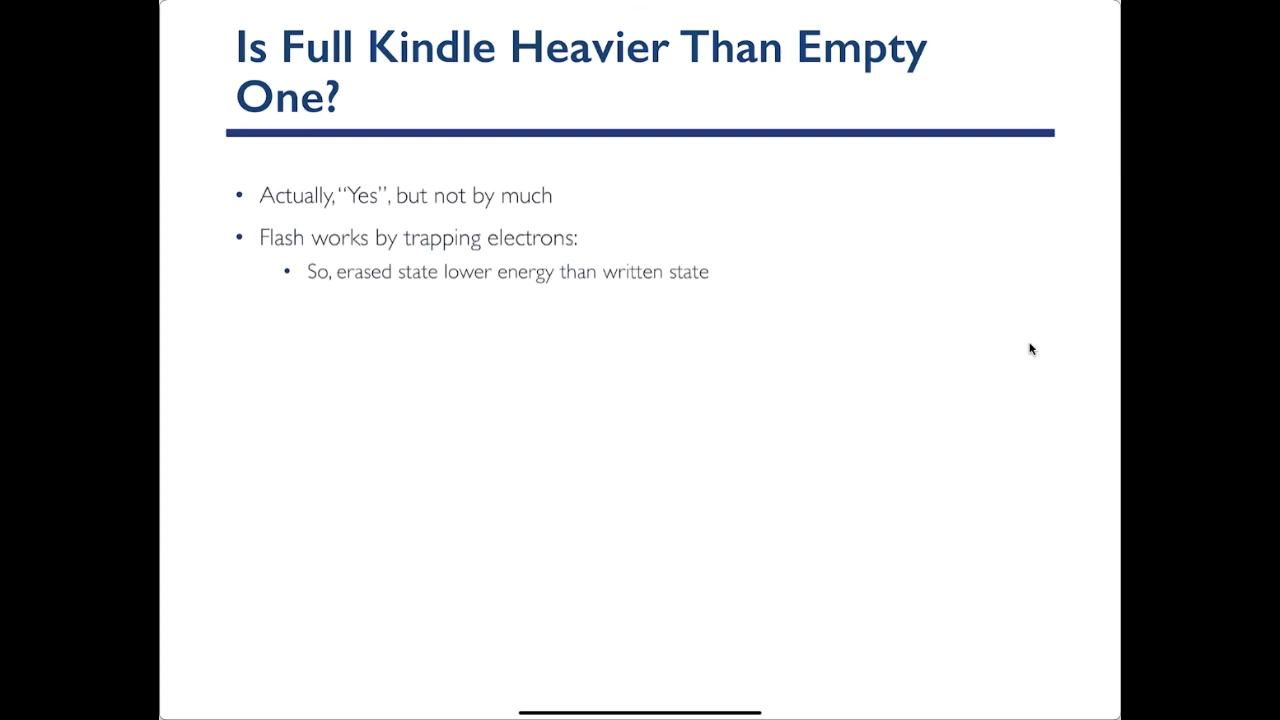 Is Full Kindle Heavier Than Empty
One?
• Actually, “Yes”, but not by much
• Flash works by trapping electrons:
• So, erased state lower energy than written state